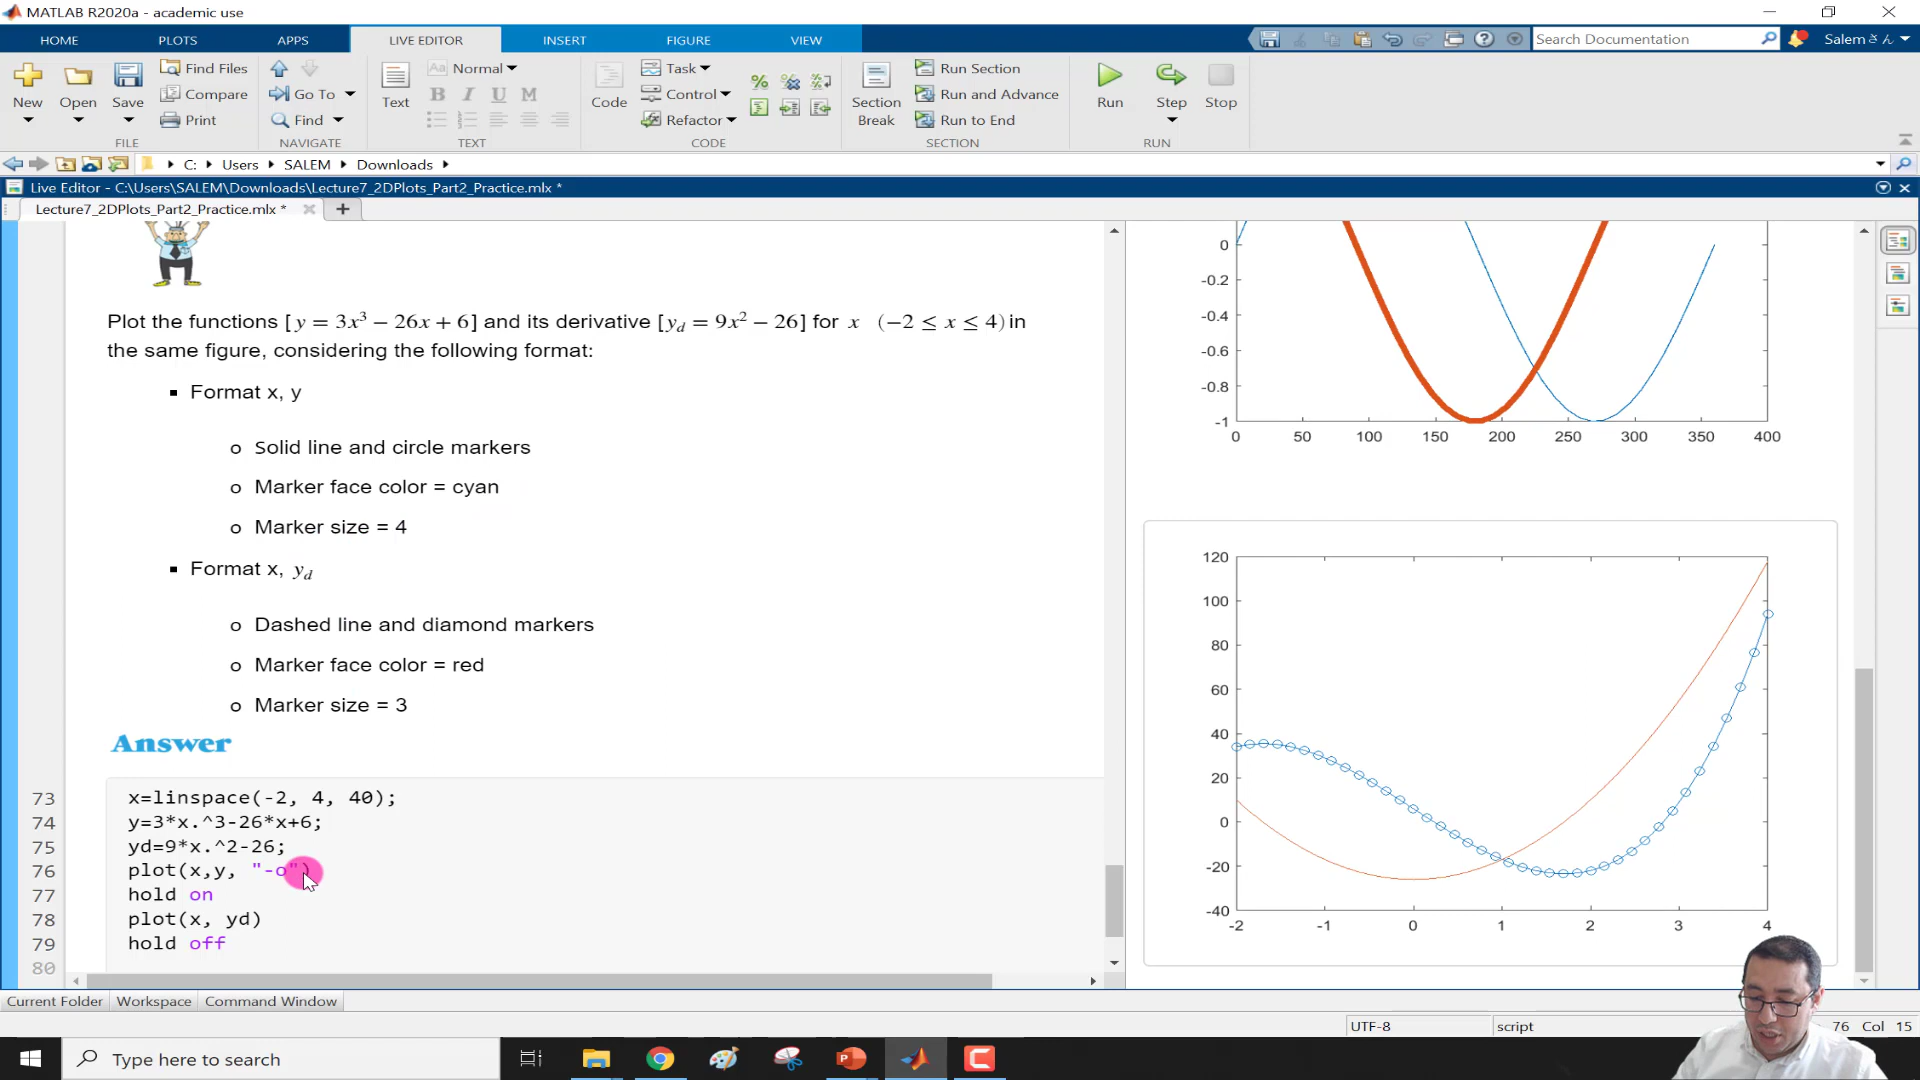 MATLAB R2020a - academic use
HOME PLOTS APPS LIVE EDITOR INSERT FIGURE VIEW
Search Documentation
Salemさん
New Open Save
Find Files
Compare
Print
FILE
Go To
Find
NAVIGATE
Text
Aa Normal
B I U M
TEXT
Code
Task
Control
Refactor
CODE
Section Break
Run Section
Run and Advance
Run to End
SECTION
Run Step Stop
RUN
C: Users SALEM Downloads
Live Editor - C:\Users\SALEM\Downloads\Lecture7_2DPlots_Part2_Practice.mlx *
Lecture7_2DPlots_Part2_Practice.mlx *
Plot the functions [ y = 3x³ − 26x + 6] and its derivative [y_d = 9x² − 26] for x (−2 ≤ x ≤ 4) in
the same figure, considering the following format:
▪ Format x, y
o Solid line and circle markers
o Marker face color = cyan
o Marker size = 4
▪ Format x, y_d
o Dashed line and diamond markers
o Marker face color = red
o Marker size = 3
Answer
73 x=linspace(-2, 4, 40);
74 y=3*x.^3-26*x+6;
75 yd=9*x.^2-26;
76 plot(x,y, "-o")
77 hold on
78 plot(x, yd)
79 hold off
80
0
-0.2
-0.4
-0.6
-0.8
-1
0 50 100 150 200 250 300 350 400
120
100
80
60
40
20
0
-20
-40
-2 -1 0 1 2 3 4
Current Folder Workspace Command Window
UTF-8 script 76 Col 15
Type here to search